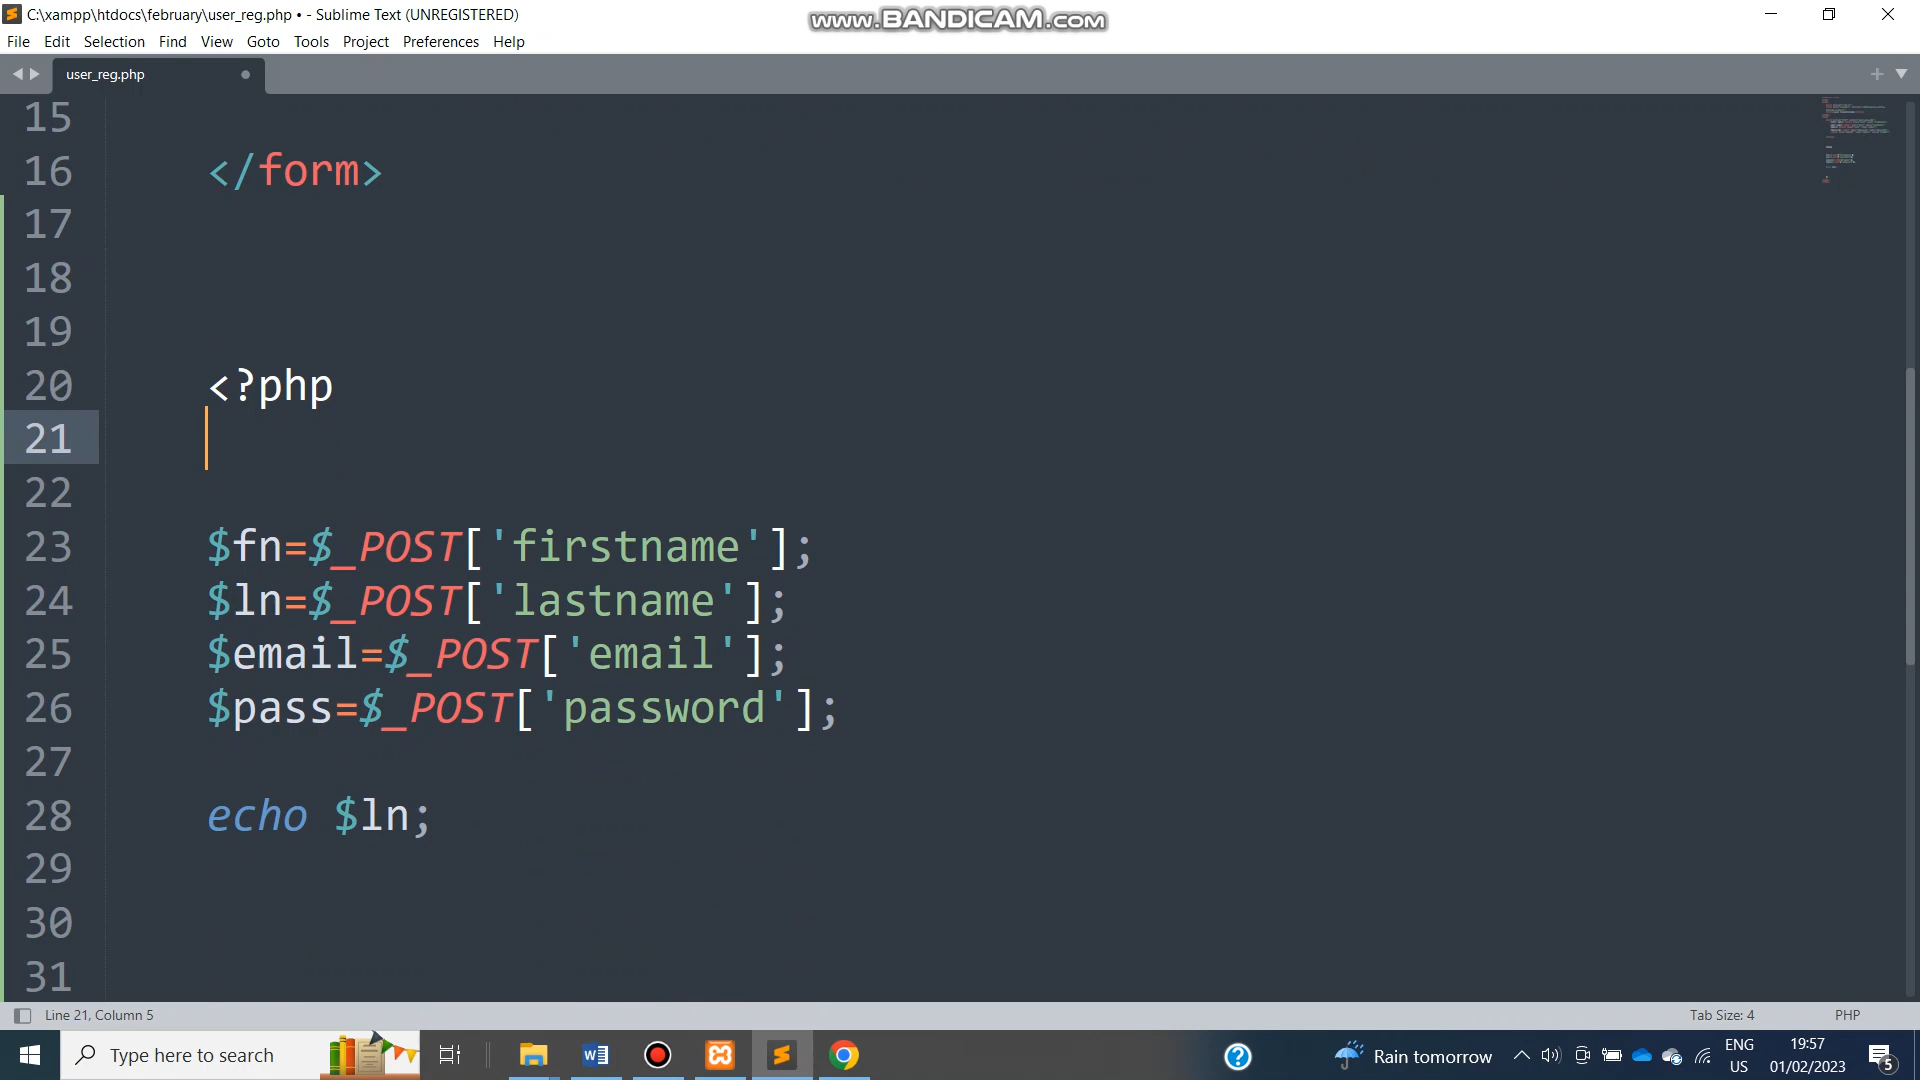 C:\xampp\htdocs\february\user_reg.php • - Sublime Text (UNREGISTERED)
www.BANDICAM.com
File Edit Selection Find View Goto Tools Project Preferences Help
user_reg.php
15
16 </form>
17
18
19
20 <?php
21
22
23 $fn=$_POST['firstname'];
24 $ln=$_POST['lastname'];
25 $email=$_POST['email'];
26 $pass=$_POST['password'];
27
28 echo $ln;
29
30
31
Line 21, Column 5
Tab Size: 4
PHP
Type here to search
Rain tomorrow
ENG
US
19:57
01/02/2023
5